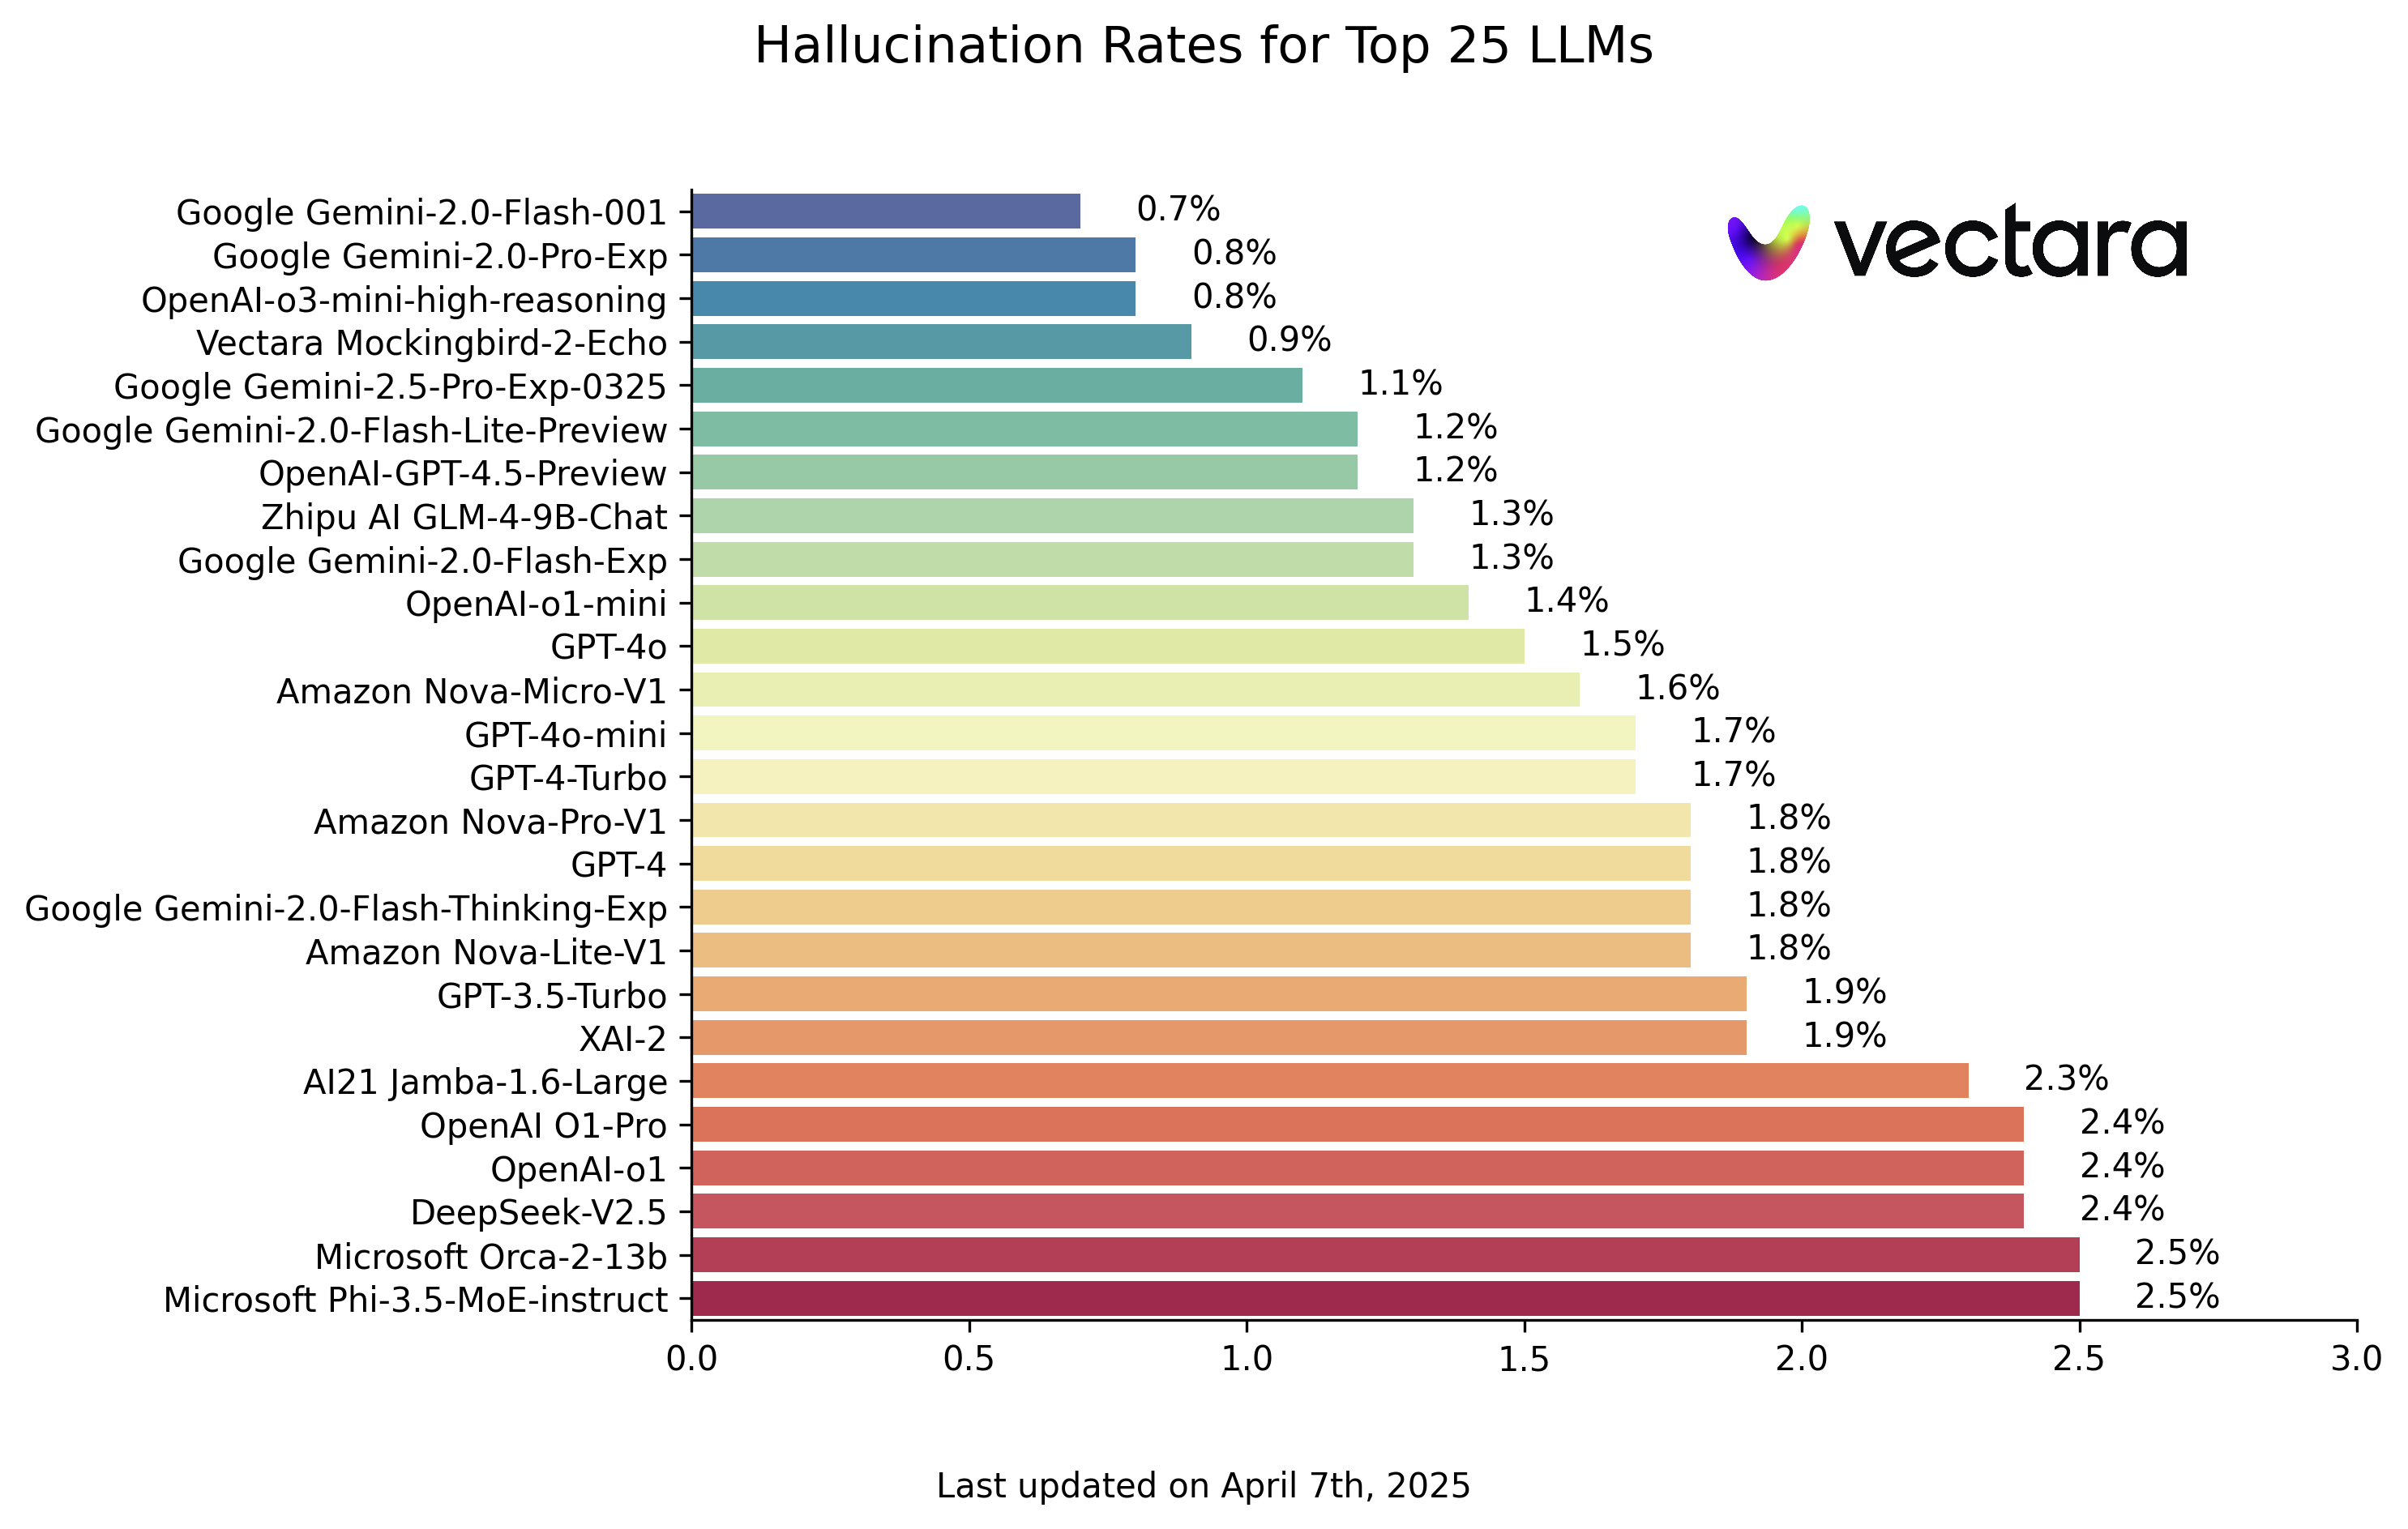 Hallucination Rates for Top 25 LLMs
vectara
Google Gemini-2.0-Flash-001 0.7%
Google Gemini-2.0-Pro-Exp 0.8%
OpenAI-o3-mini-high-reasoning 0.8%
Vectara Mockingbird-2-Echo 0.9%
Google Gemini-2.5-Pro-Exp-0325 1.1%
Google Gemini-2.0-Flash-Lite-Preview 1.2%
OpenAI-GPT-4.5-Preview 1.2%
Zhipu AI GLM-4-9B-Chat 1.3%
Google Gemini-2.0-Flash-Exp 1.3%
OpenAI-o1-mini 1.4%
GPT-4o 1.5%
Amazon Nova-Micro-V1 1.6%
GPT-4o-mini 1.7%
GPT-4-Turbo 1.7%
Amazon Nova-Pro-V1 1.8%
GPT-4 1.8%
Google Gemini-2.0-Flash-Thinking-Exp 1.8%
Amazon Nova-Lite-V1 1.8%
GPT-3.5-Turbo 1.9%
XAI-2 1.9%
AI21 Jamba-1.6-Large 2.3%
OpenAI O1-Pro 2.4%
OpenAI-o1 2.4%
DeepSeek-V2.5 2.4%
Microsoft Orca-2-13b 2.5%
Microsoft Phi-3.5-MoE-instruct 2.5%
0.0 0.5 1.0 1.5 2.0 2.5 3.0
Last updated on April 7th, 2025